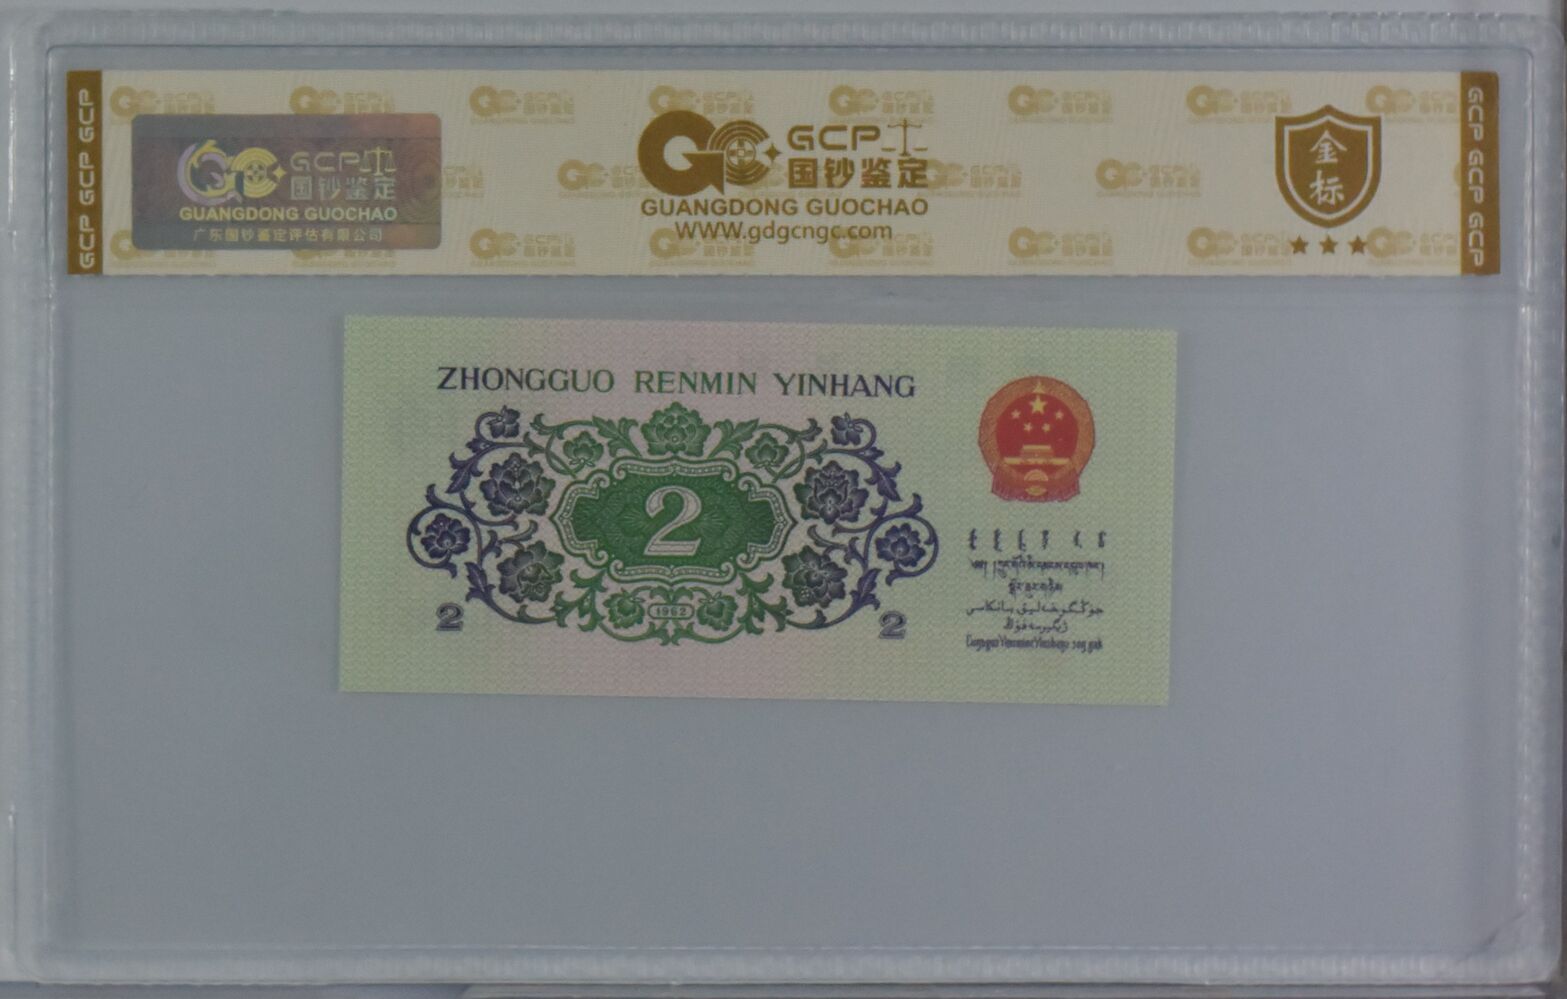 GCP GCP GCP
GCP 国钞鉴定
GUANGDONG GUOCHAO
广东国钞鉴定评估有限公司
GCP
国钞鉴定
GUANGDONG GUOCHAO
WWW.gdgcngc.com
金
标
GCP GCP GCP
ZHONGGUO RENMIN YINHANG
2
1962
2
2